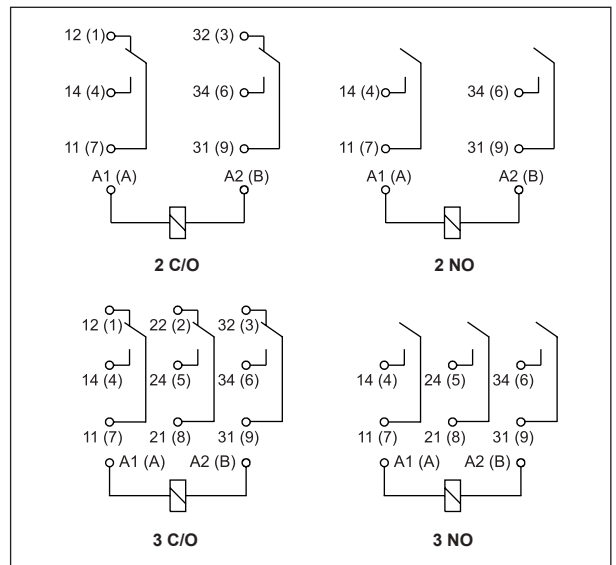 12 (1) 32 (3)
14 (4) 34 (6)
11 (7) 31 (9)
A1 (A) A2 (B)
2 C/O
14 (4) 34 (6)
11 (7) 31 (9)
A1 (A) A2 (B)
2 NO
12 (1) 22 (2) 32 (3)
14 (4) 24 (5) 34 (6)
11 (7) 21 (8) 31 (9)
A1 (A) A2 (B)
3 C/O
14 (4) 24 (5) 34 (6)
11 (7) 21 (8) 31 (9)
A1 (A) A2 (B)
3 NO